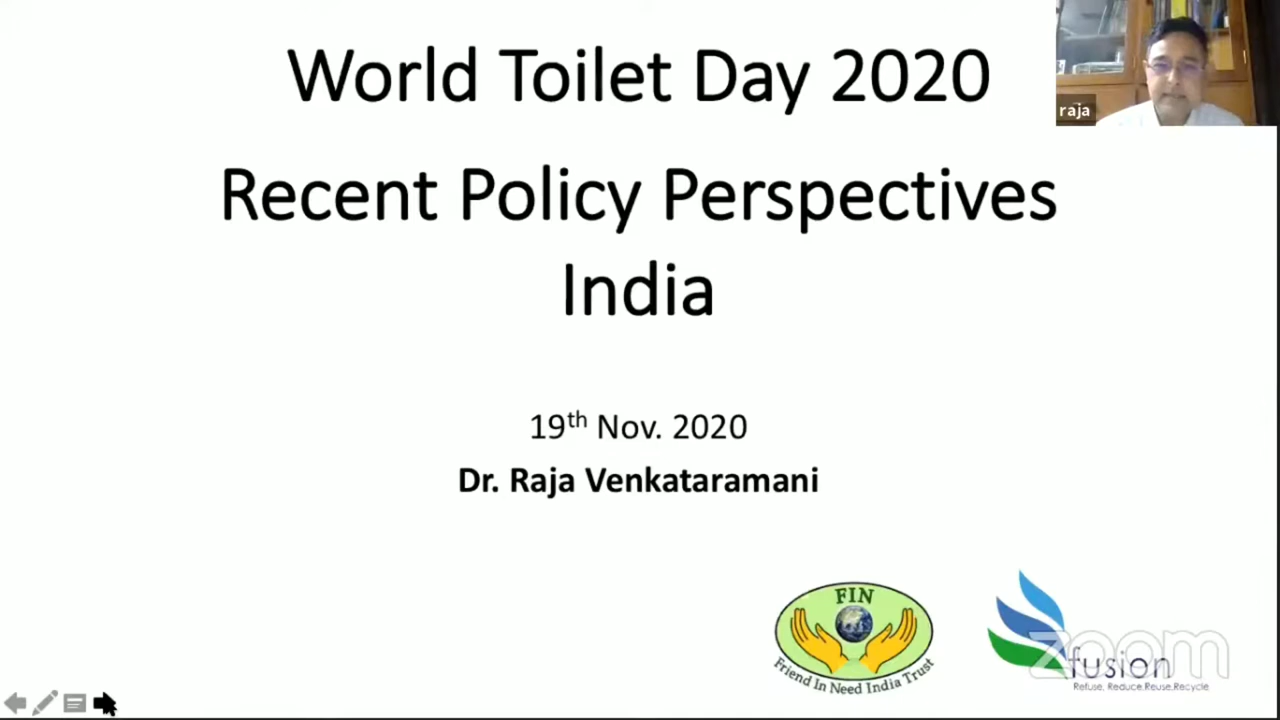 World Toilet Day 2020
raja
Recent Policy Perspectives
India
19th Nov. 2020
Dr. Raja Venkataramani
FIN
Friend In Need India Trust
zoom
fusion
Refuse, Reduce.Reuse.Recycle